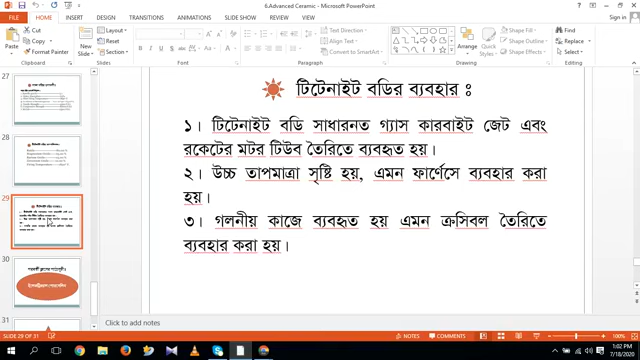 6.Advanced Ceramic - Microsoft PowerPoint
FILE HOME INSERT DESIGN TRANSITIONS ANIMATIONS SLIDE SHOW REVIEW VIEW Sign in
Paste Cut Copy Format Painter Clipboard
New Slide Layout Reset Section Slides
Font
Text Direction Align Text Convert to SmartArt Paragraph
Arrange Quick Styles Shape Fill Shape Outline Shape Effects Drawing
Find Replace Select Editing
27
28
29
30
31
টিটেনাইট বডির ব্যবহার ঃ
১। টিটেনাইট বডি সাধারনত গ্যাস কারবাইট জেট এবং
রকেটের মটর টিউব তৈরিতে ব্যবহৃত হয়।
২। উচ্চ তাপমাত্রা সৃষ্টি হয়, এমন ফার্ণেসে ব্যবহার করা
হয়।
৩। গলনীয় কাজে ব্যবহৃত হয় এমন ক্রসিবল তৈরিতে
ব্যবহার করা হয়।
Click to add notes
SLIDE 29 OF 31 NOTES COMMENTS 100%
1:02 PM
7/18/2020